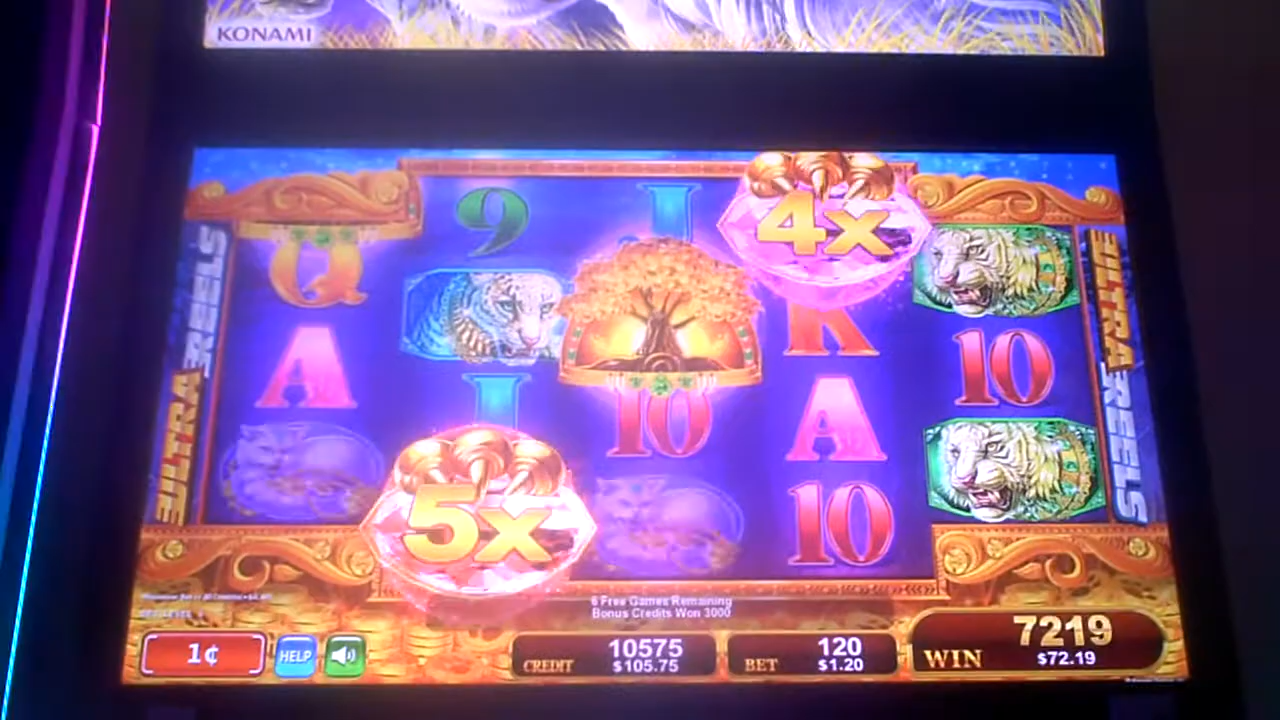 KONAMI
9
J
4x
Q
K
10
A
J
10
A
5x
10
ULTRA REELS
ULTRA REELS
6 Free Games Remaining
Bonus Credits Won 3000
1¢
HELP
CREDIT
10575
$105.75
BET
120
$1.20
WIN
7219
$72.19